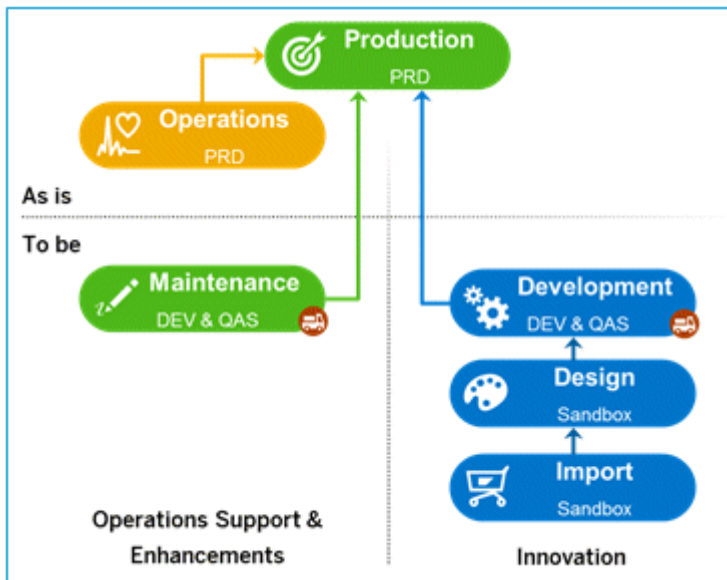 Production
PRD
Operations
PRD
As is
To be
Maintenance
DEV & QAS
Development
DEV & QAS
Design
Sandbox
Import
Sandbox
Operations Support &
Enhancements
Innovation